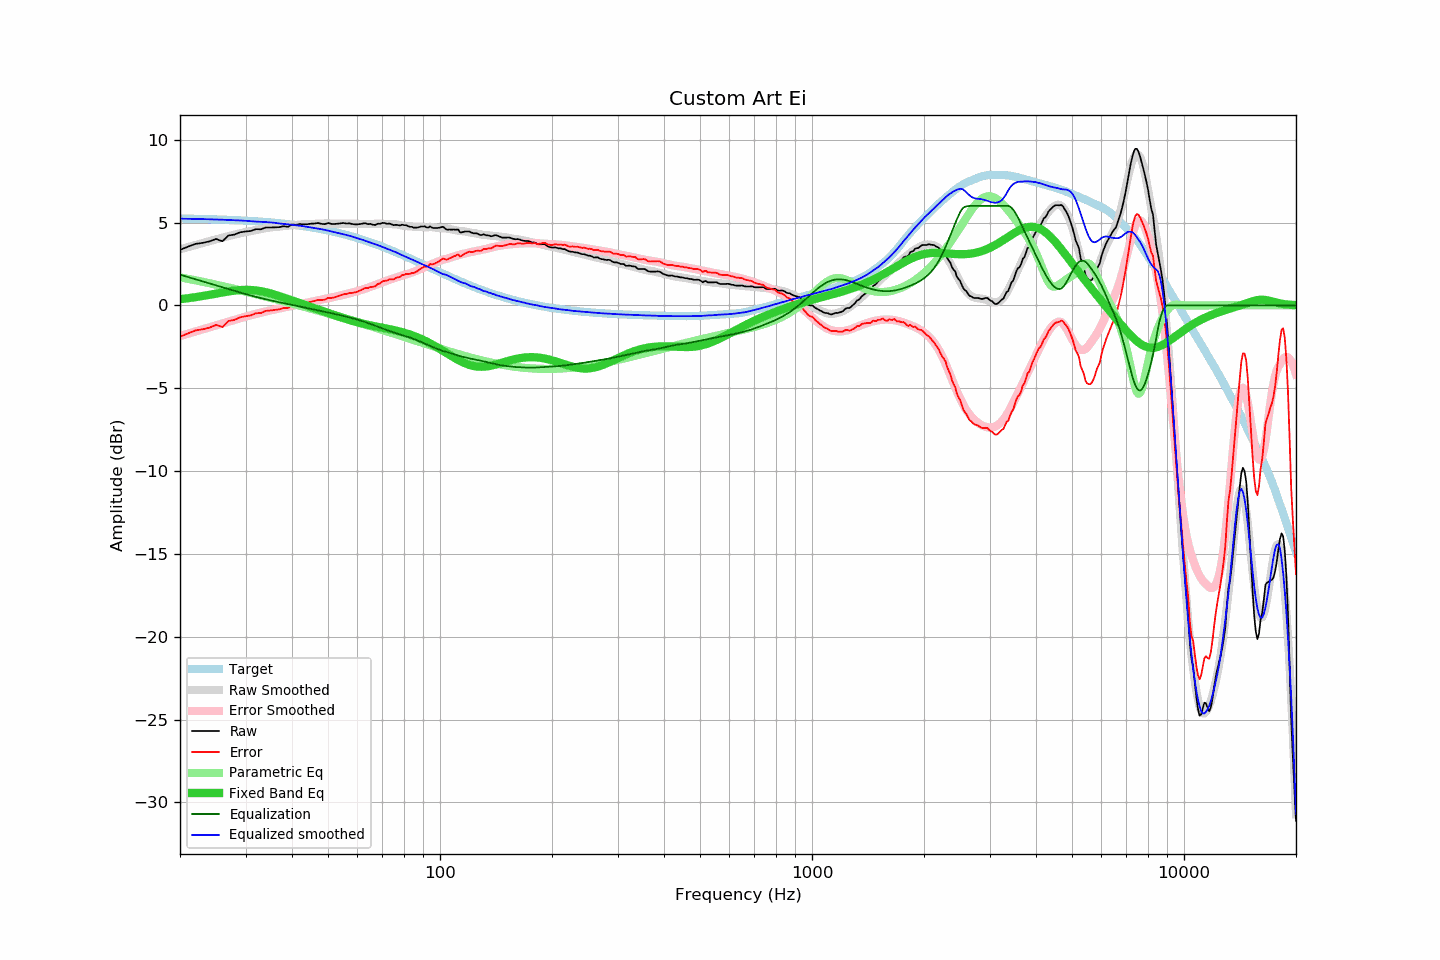 Custom Art Ei
10
5
0
−5
−10
−15
−20
−25
−30
Amplitude (dBr)
Target
Raw Smoothed
Error Smoothed
Raw
Error
Parametric Eq
Fixed Band Eq
Equalization
Equalized smoothed
100
1000
10000
Frequency (Hz)